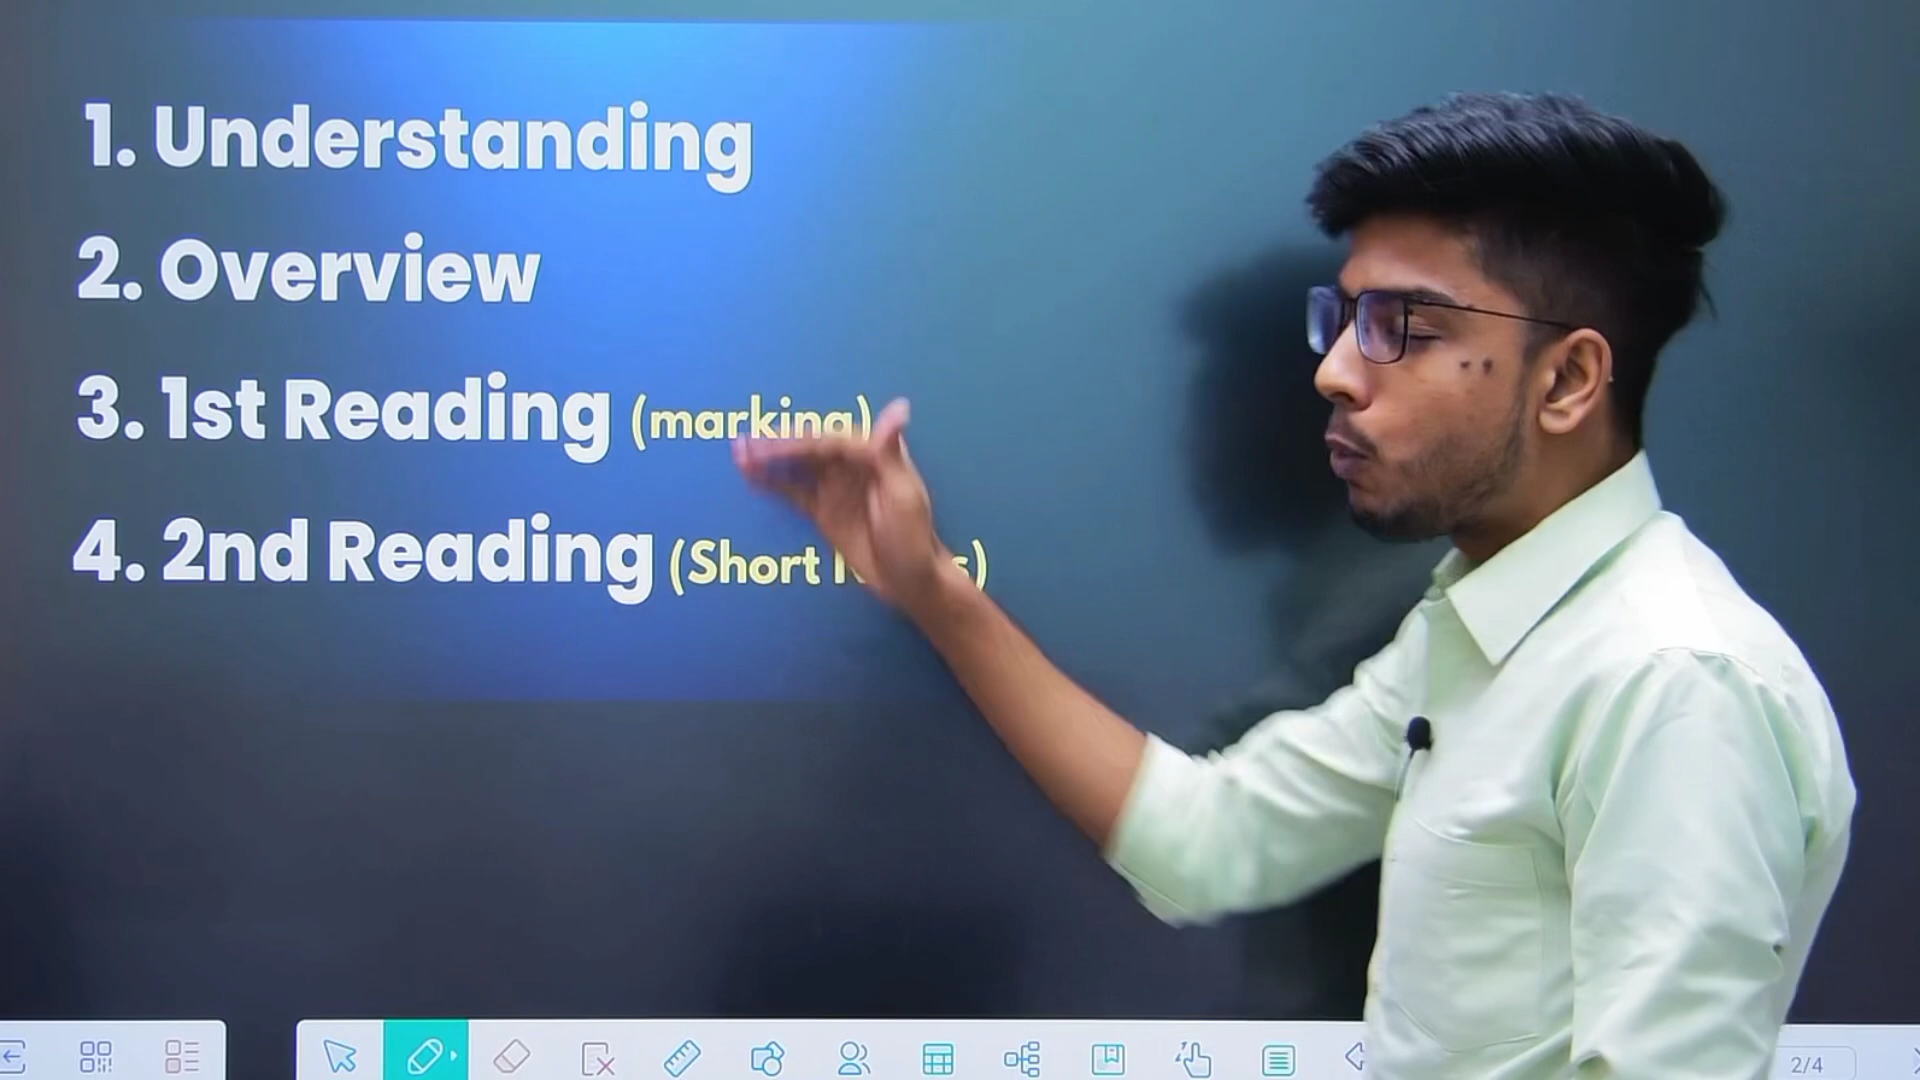 1. Understanding
2. Overview
3. 1st Reading (marking)
4. 2nd Reading (Short
2/4